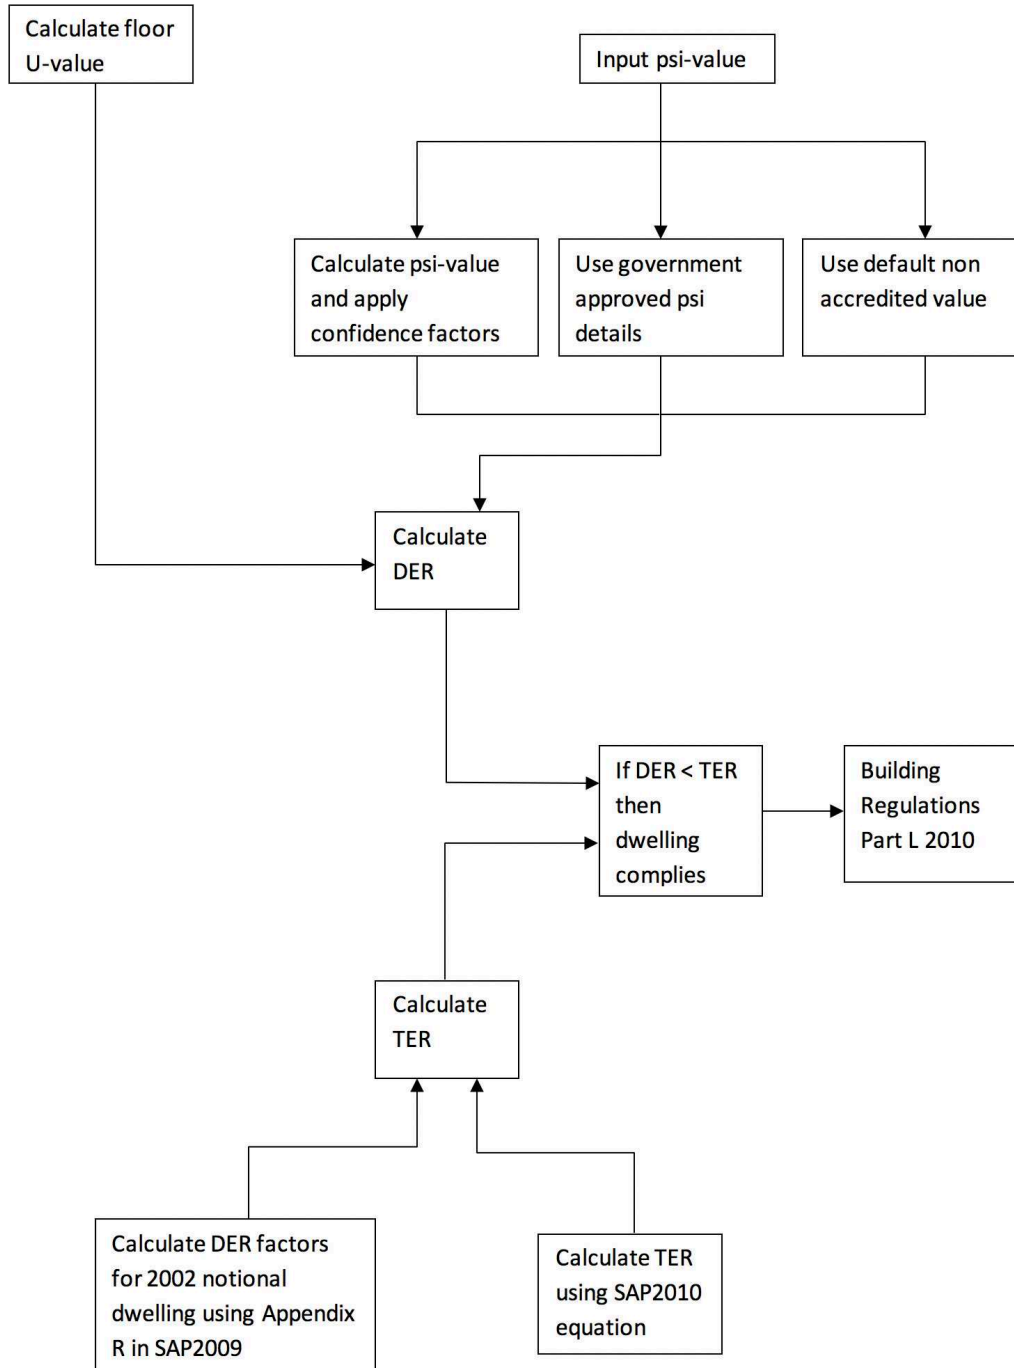 Calculate floor
U-value
Input psi-value
Calculate psi-value
and apply
confidence factors
Use government
approved psi
details
Use default non
accredited value
Calculate
DER
If DER < TER
then
dwelling
complies
Building
Regulations
Part L 2010
Calculate
TER
Calculate DER factors
for 2002 notional
dwelling using Appendix
R in SAP2009
Calculate TER
using SAP2010
equation